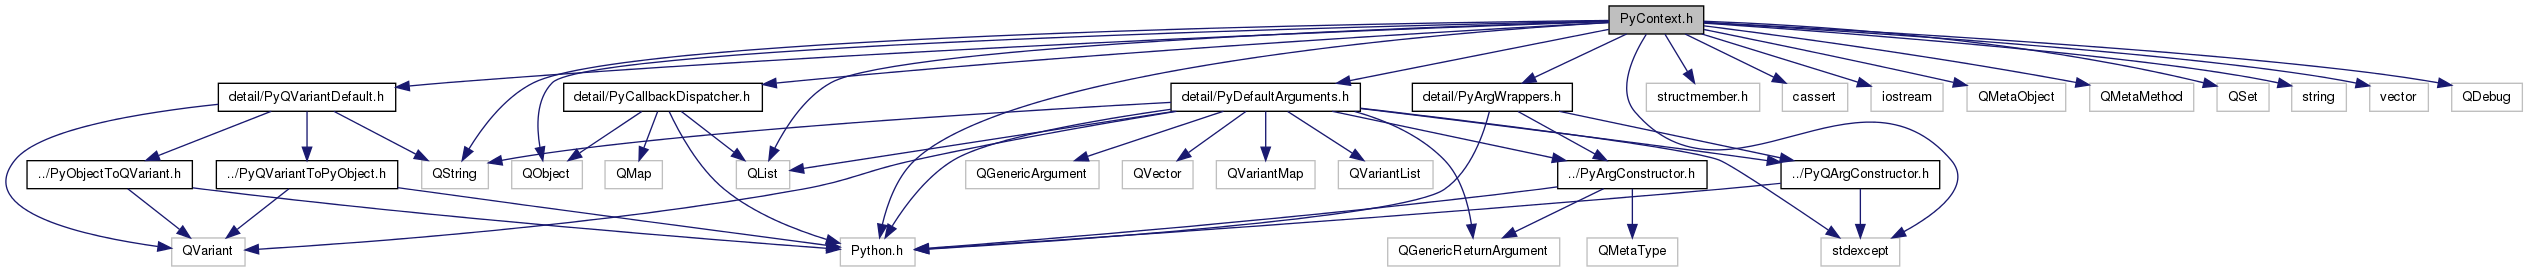 PyContext.h
detail/PyQVariantDefault.h
detail/PyCallbackDispatcher.h
detail/PyDefaultArguments.h
detail/PyArgWrappers.h
structmember.h
cassert
iostream
QMetaObject
QMetaMethod
QSet
string
vector
QDebug
../PyObjectToQVariant.h
../PyQVariantToPyObject.h
QString
QObject
QMap
QList
QGenericArgument
QVector
QVariantMap
QVariantList
../PyArgConstructor.h
../PyQArgConstructor.h
QVariant
Python.h
QGenericReturnArgument
QMetaType
stdexcept